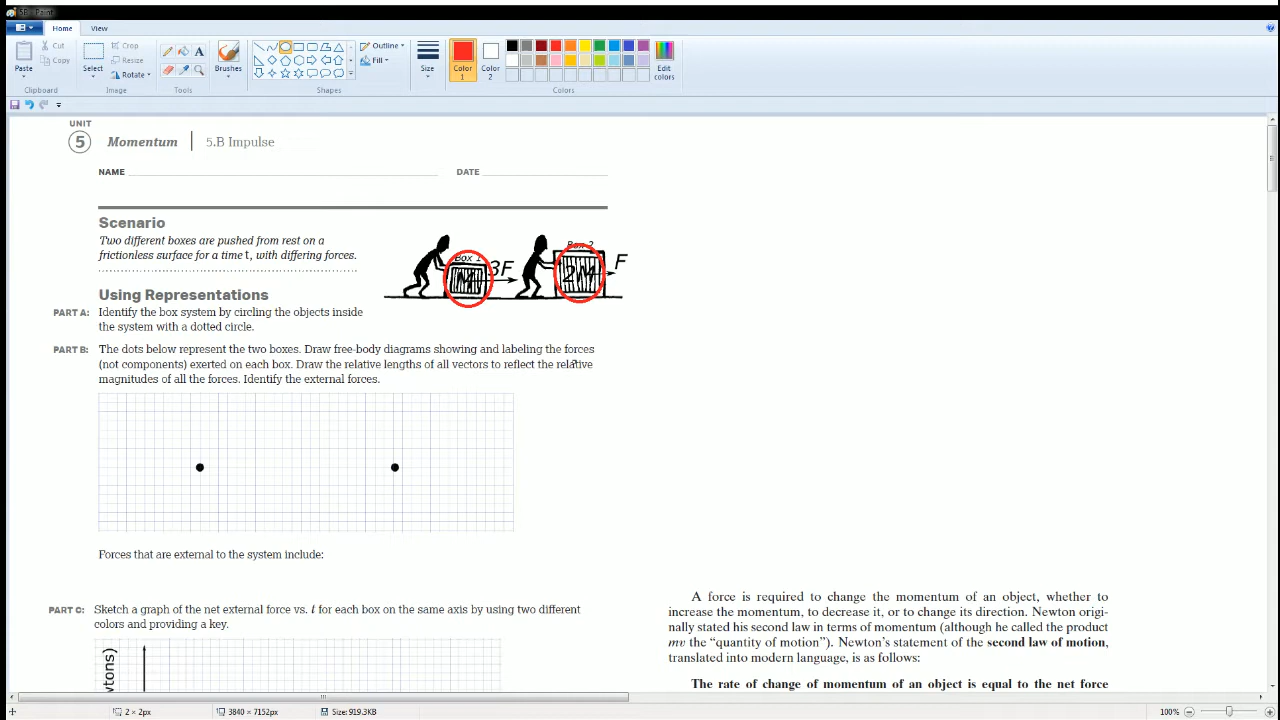 5B - Paint
Home View
Paste
Cut
Copy
Clipboard
Select
Crop
Resize
Rotate
Image
A
Tools
Brushes
Shapes
Outline
Fill
Size
Color
1
Color
2
Edit
colors
Colors
UNIT
5 Momentum 5.B Impulse
NAME DATE
Scenario
Two different boxes are pushed from rest on a
frictionless surface for a time t, with differing forces.
Box 1
M
3F
Box 2
2M
F
Using Representations
PART A: Identify the box system by circling the objects inside
the system with a dotted circle.
PART B: The dots below represent the two boxes. Draw free-body diagrams showing and labeling the forces
(not components) exerted on each box. Draw the relative lengths of all vectors to reflect the relative
magnitudes of all the forces. Identify the external forces.
Forces that are external to the system include:
PART C: Sketch a graph of the net external force vs. t for each box on the same axis by using two different
colors and providing a key.
wtons)
A force is required to change the momentum of an object, whether to
increase the momentum, to decrease it, or to change its direction. Newton origi-
nally stated his second law in terms of momentum (although he called the product
mv the “quantity of motion”). Newton’s statement of the second law of motion,
translated into modern language, is as follows:
The rate of change of momentum of an object is equal to the net force
2 × 2px 3840 × 7152px Size: 919.3KB 100%